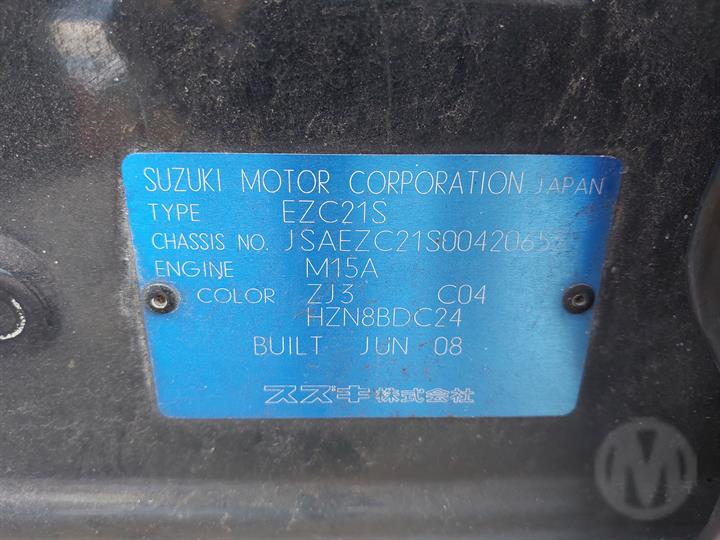 SUZUKI MOTOR CORPORATION JAPAN
TYPE EZC21S
CHASSIS NO.
ENGINE M15A
COLOR ZJ3 C04
HZN8BDC24
BUILT JUN 08
スズキ株式会社
M